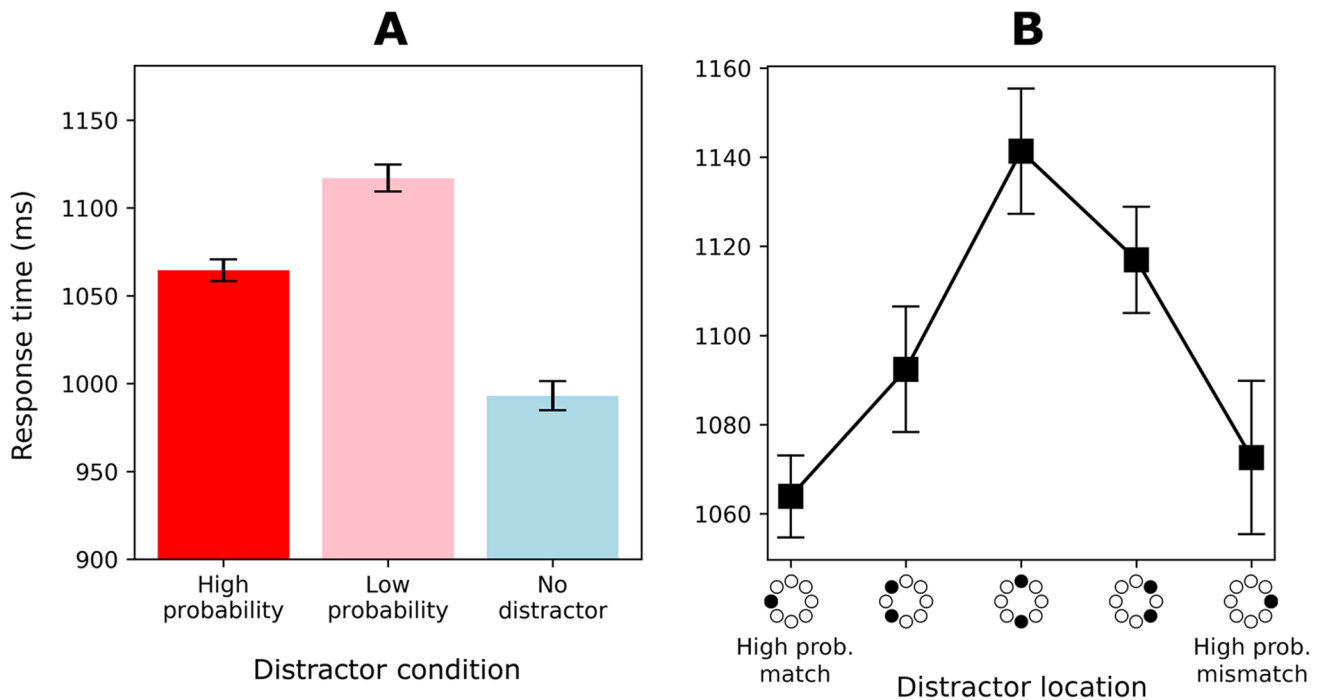 A
B
Response time (ms)
1150
1100
1050
1000
950
900
High
probability
Low
probability
No
distractor
Distractor condition
1160
1140
1120
1100
1080
1060
High prob.
match
High prob.
mismatch
Distractor location